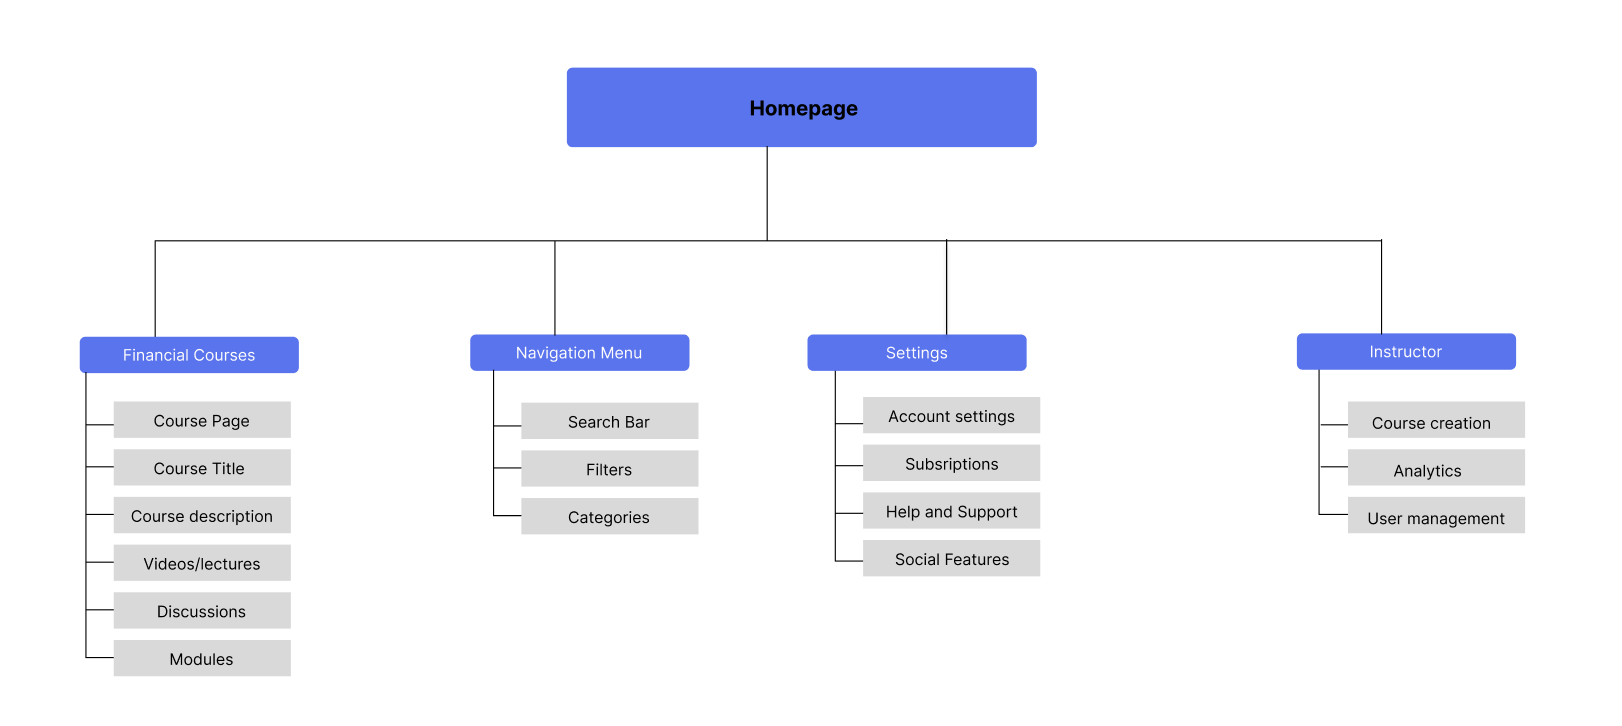 Homepage
Financial Courses
Course Page
Course Title
Course description
Videos/lectures
Discussions
Modules
Navigation Menu
Search Bar
Filters
Categories
Settings
Account settings
Subsriptions
Help and Support
Social Features
Instructor
Course creation
Analytics
User management